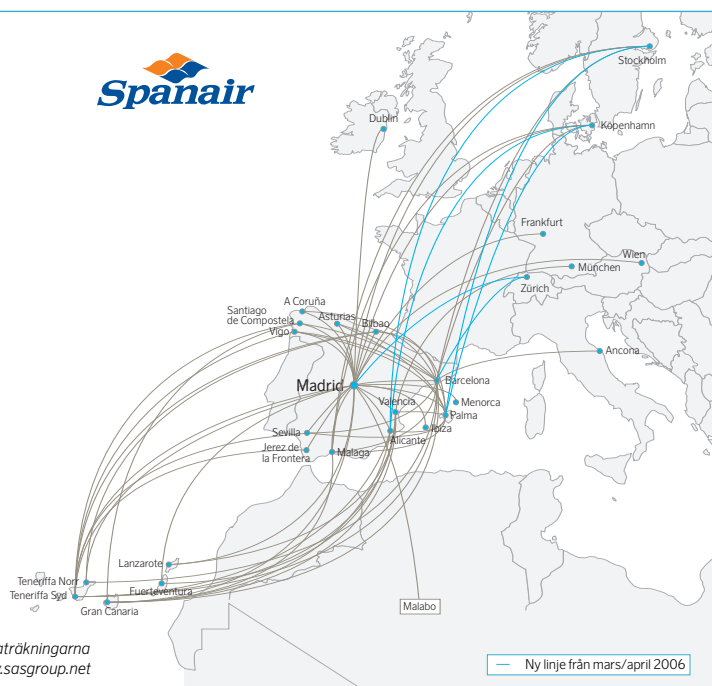 Spanair
Stockholm
Dublin
Köpenhamn
Frankfurt
Wien
München
Zürich
A Coruña
Santiago
de Compostela
Asturias
Bilbao
Vigo
Ancona
Madrid
Barcelona
Valencia
Menorca
Palma
Sevilla
Ibiza
Alicante
Jerez de
la Frontera
Malaga
Lanzarote
Teneriffa Norr
Fuerteventura
Teneriffa Syd
Gran Canaria
Malabo
aträkningarna
.sasgroup.net
Ny linje från mars/april 2006